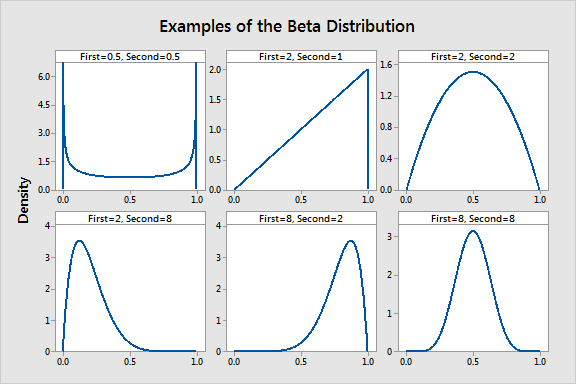 Examples of the Beta Distribution
First=0.5, Second=0.5
First=2, Second=1
First=2, Second=2
6.0
4.5
3.0
1.5
0.0
0.0 0.5 1.0
2.0
1.5
1.0
0.5
0.0
0.0 0.5 1.0
1.6
1.2
0.8
0.4
0.0
0.0 0.5 1.0
Density
First=2, Second=8
First=8, Second=2
First=8, Second=8
4
3
2
1
0
0.0 0.5 1.0
4
3
2
1
0
0.0 0.5 1.0
3
2
1
0
0.0 0.5 1.0